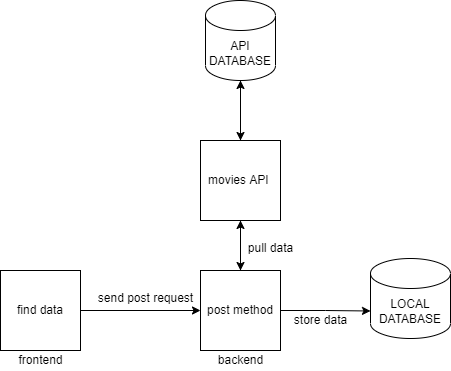 API
DATABASE
movies API
pull data
find data
send post request
post method
store data
LOCAL
DATABASE
frontend
backend